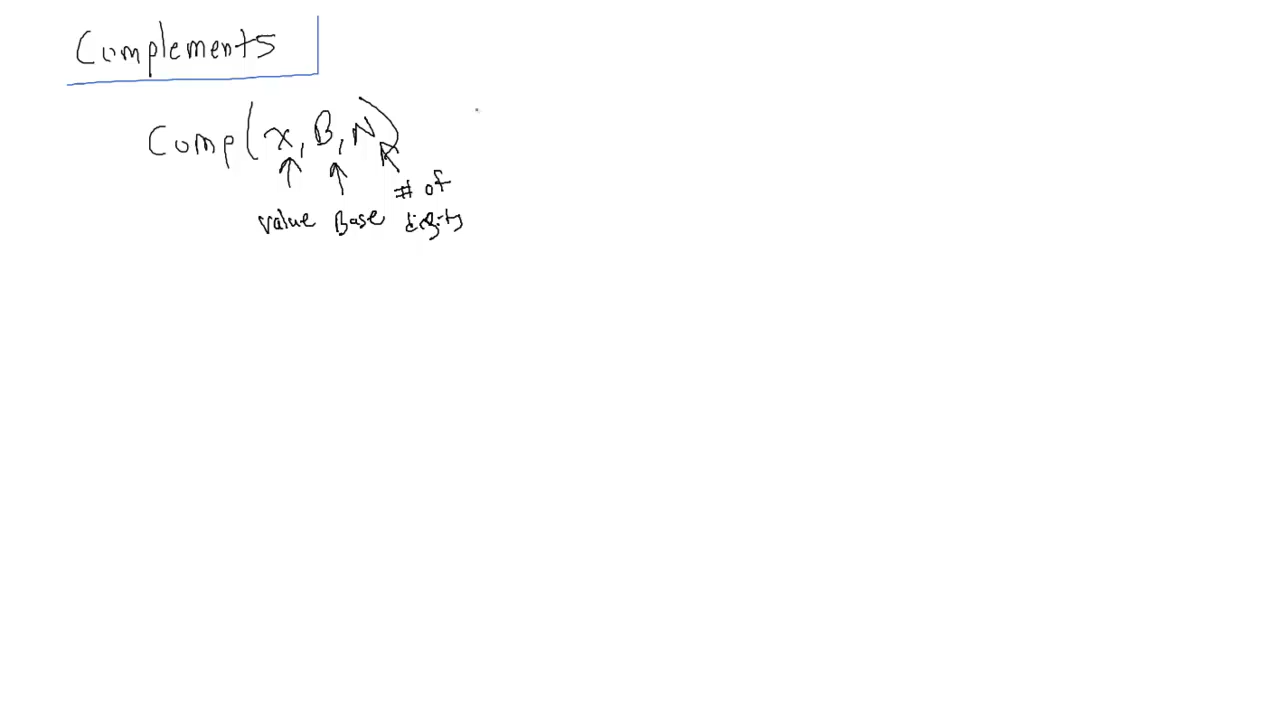 Complements
Comp(x, B, N)
# of
value Base digits